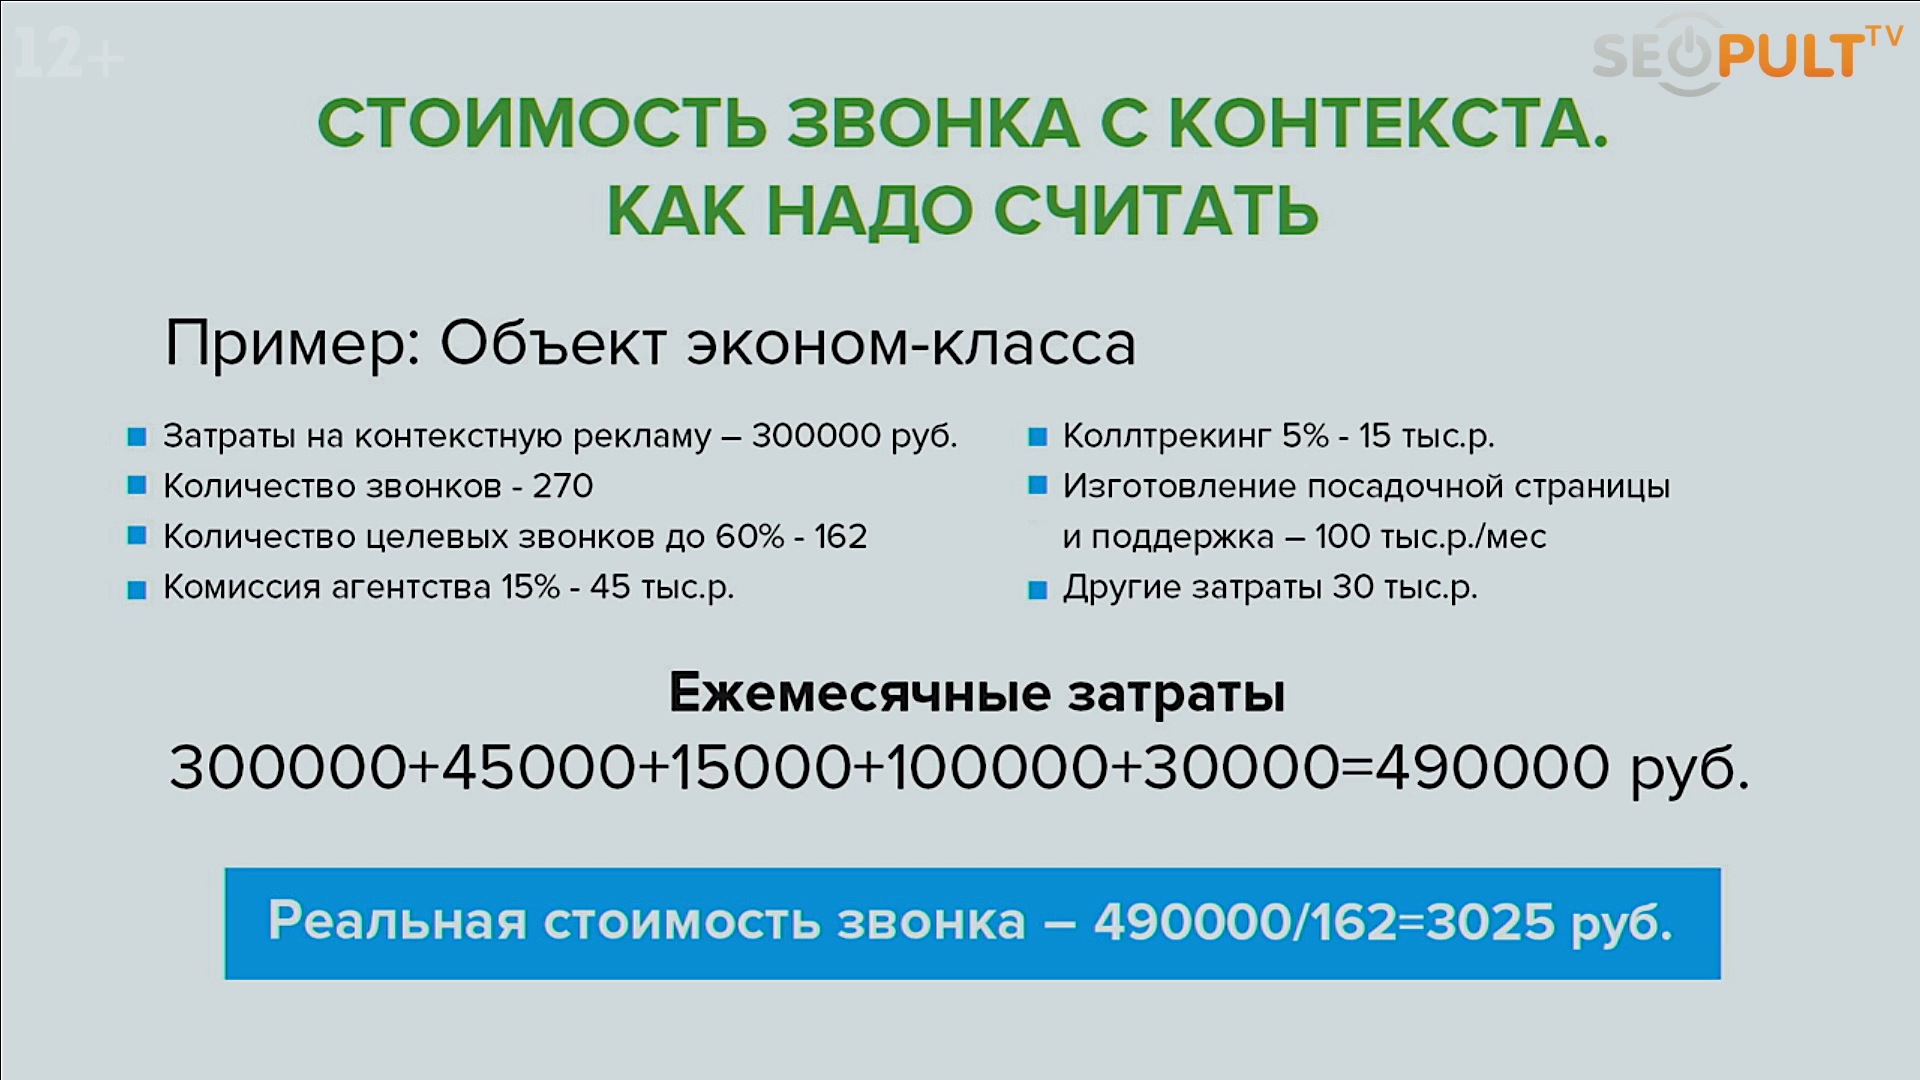 12+
SEOPULT TV
СТОИМОСТЬ ЗВОНКА С КОНТЕКСТА.
КАК НАДО СЧИТАТЬ
Пример: Объект эконом-класса
Затраты на контекстную рекламу – 300000 руб.
Количество звонков - 270
Количество целевых звонков до 60% - 162
Комиссия агентства 15% - 45 тыс.р.
Коллтрекинг 5% - 15 тыс.р.
Изготовление посадочной страницы
и поддержка – 100 тыс.р./мес
Другие затраты 30 тыс.р.
Ежемесячные затраты
300000+45000+15000+100000+30000=490000 руб.
Реальная стоимость звонка – 490000/162=3025 руб.